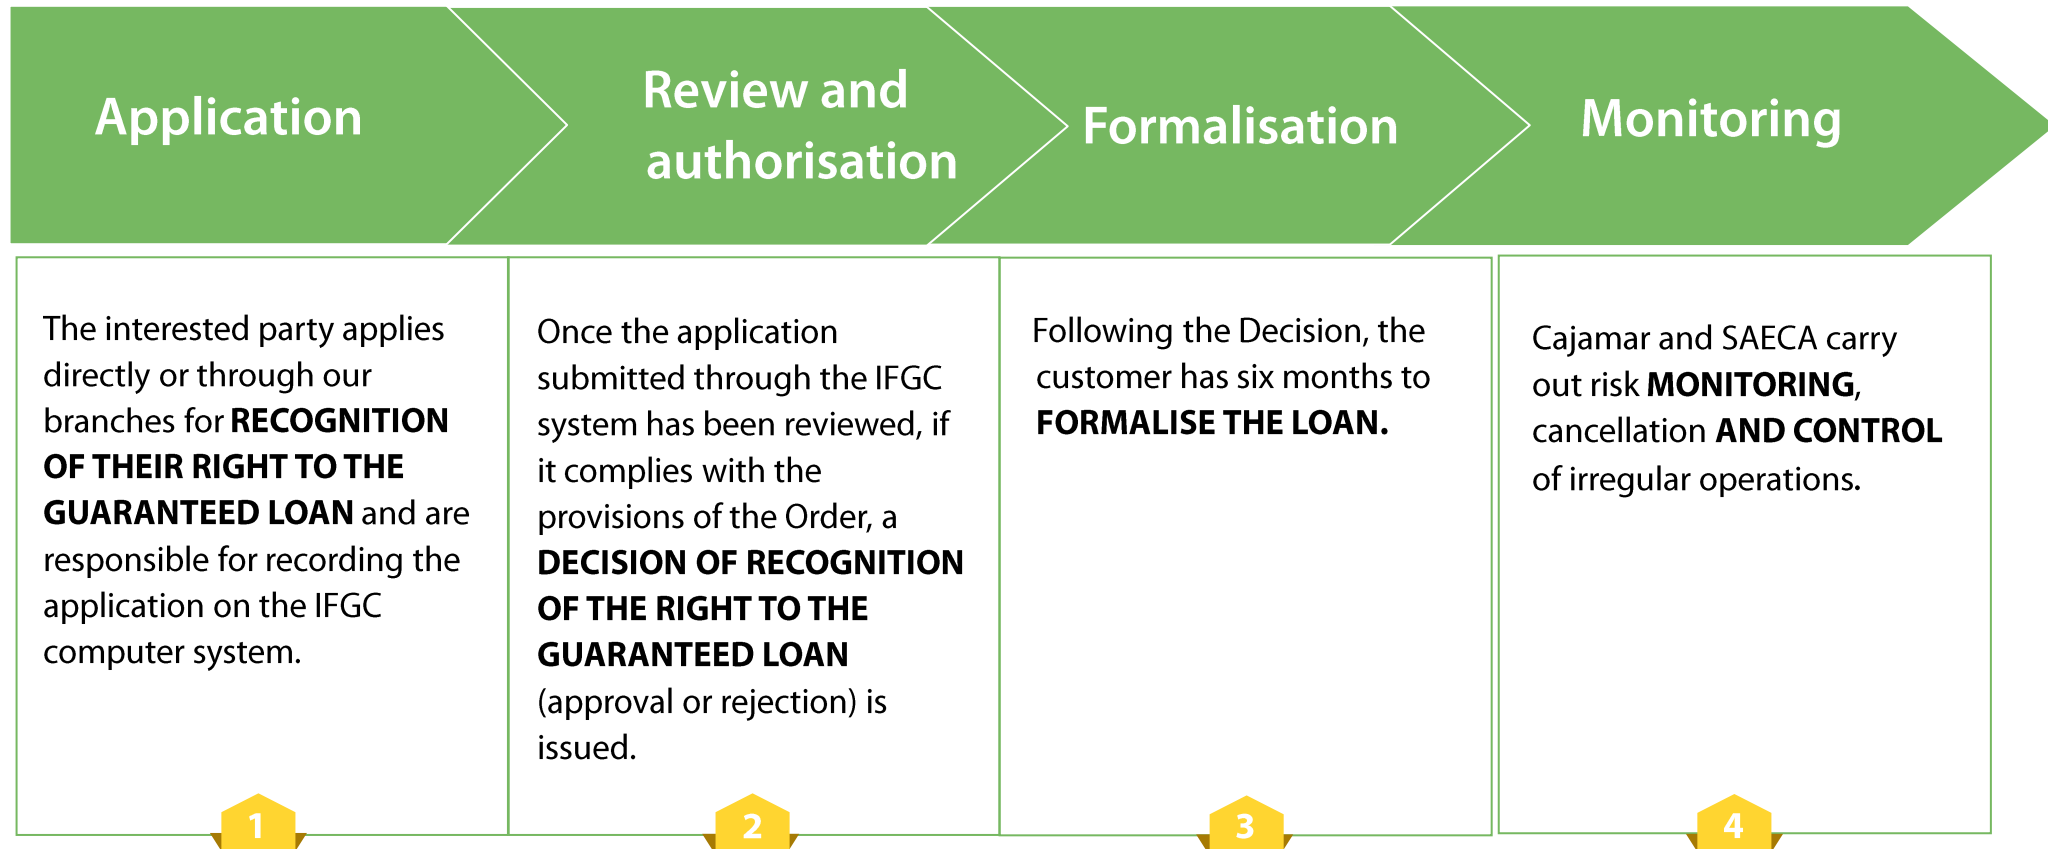 Application
Review and
authorisation
Formalisation
Monitoring
The interested party applies
directly or through our
branches for RECOGNITION
OF THEIR RIGHT TO THE
GUARANTEED LOAN and are
responsible for recording the
application on the IFGC
computer system.
1
Once the application
submitted through the IFGC
system has been reviewed, if
it complies with the
provisions of the Order, a
DECISION OF RECOGNITION
OF THE RIGHT TO THE
GUARANTEED LOAN
(approval or rejection) is
issued.
2
Following the Decision, the
customer has six months to
FORMALISE THE LOAN.
3
Cajamar and SAECA carry
out risk MONITORING,
cancellation AND CONTROL
of irregular operations.
4